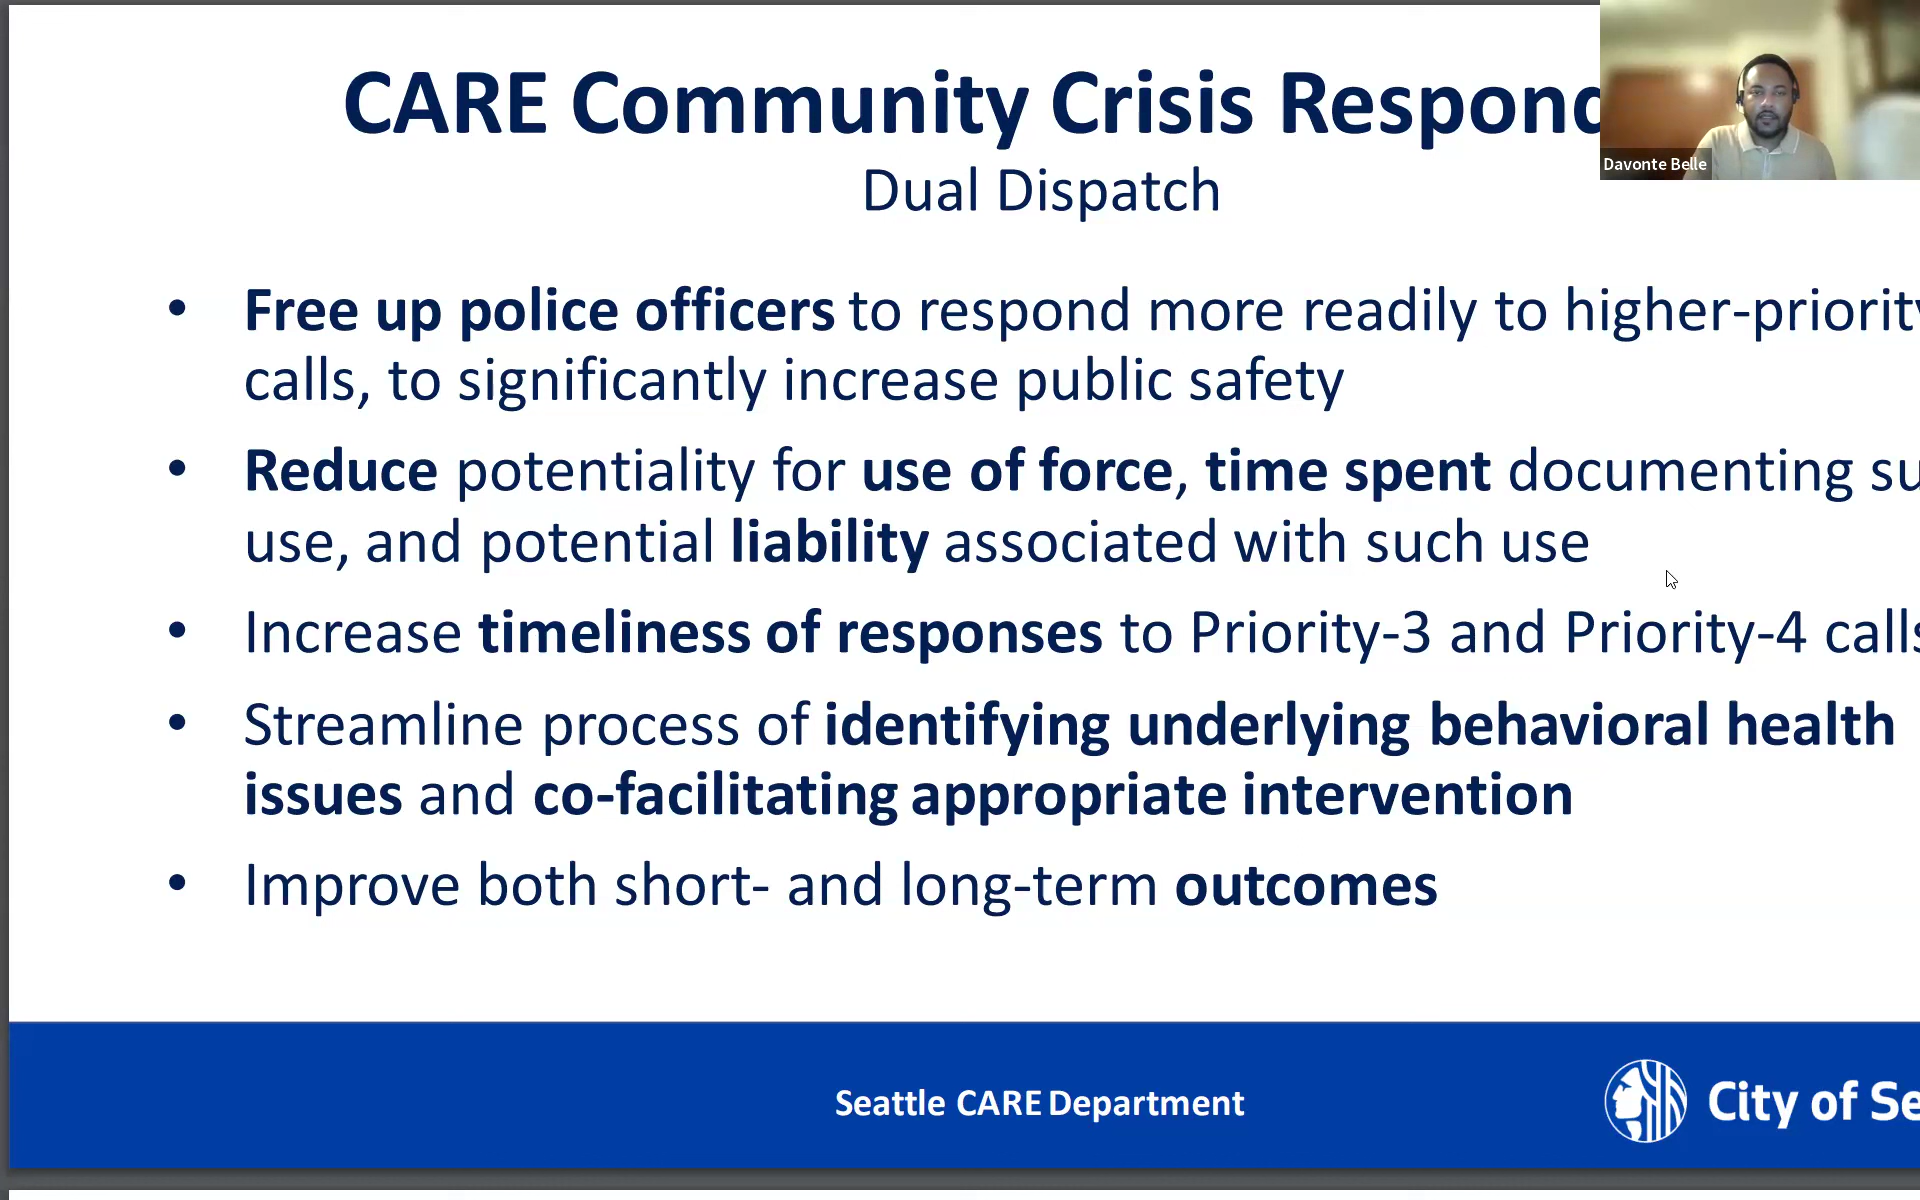 CARE Community Crisis Respond
Dual Dispatch
Davonte Belle
• Free up police officers to respond more readily to higher-priority
calls, to significantly increase public safety
• Reduce potentiality for use of force, time spent documenting su
use, and potential liability associated with such use
• Increase timeliness of responses to Priority-3 and Priority-4 calls
• Streamline process of identifying underlying behavioral health
issues and co-facilitating appropriate intervention
• Improve both short- and long-term outcomes
Seattle CARE Department
City of Se